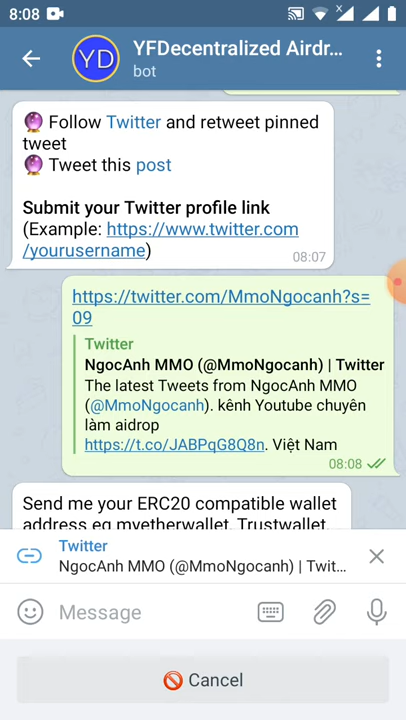 8:08
YFDecentralized Airdr...
YD
bot
🔮 Follow Twitter and retweet pinned
tweet
🔮 Tweet this post
Submit your Twitter profile link
(Example: https://www.twitter.com
/yourusername)
08:07
https://twitter.com/MmoNgocanh?s=
09
Twitter
NgocAnh MMO (@MmoNgocanh) | Twitter
The latest Tweets from NgocAnh MMO
(@MmoNgocanh). kênh Youtube chuyên
làm aidrop
https://t.co/JABPqG8Q8n. Việt Nam
08:08
Send me your ERC20 compatible wallet
address eg myetherwallet, Trustwallet,
Twitter
NgocAnh MMO (@MmoNgocanh) | Twit...
Message
🚫 Cancel